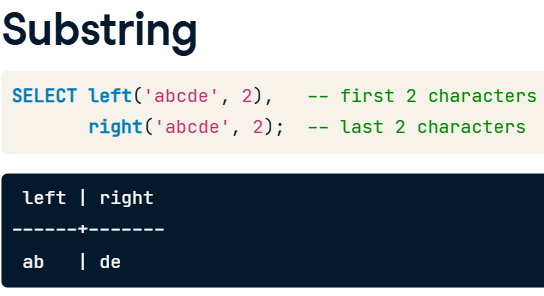 Substring
SELECT left('abcde', 2),   -- first 2 characters
       right('abcde', 2);  -- last 2 characters
 left | right
------+-------
 ab   | de